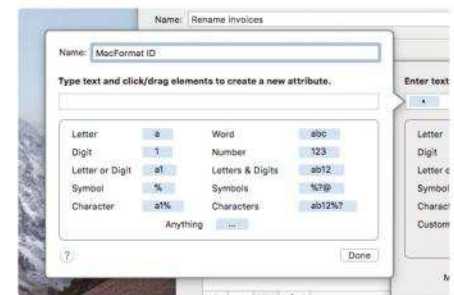 Name: Rename Invoices
Name: MacFormat ID
Type text and click/drag elements to create a new attribute.
Enter text
Letter a Word abc
Digit 1 Number 123
Letter or Digit a1 Letters & Digits ab12
Symbol % Symbols %?@
Character a1% Characters ab12%?
Anything ...
? Done
Letter
Digit
Letter o
Symbol
Charac
Custom